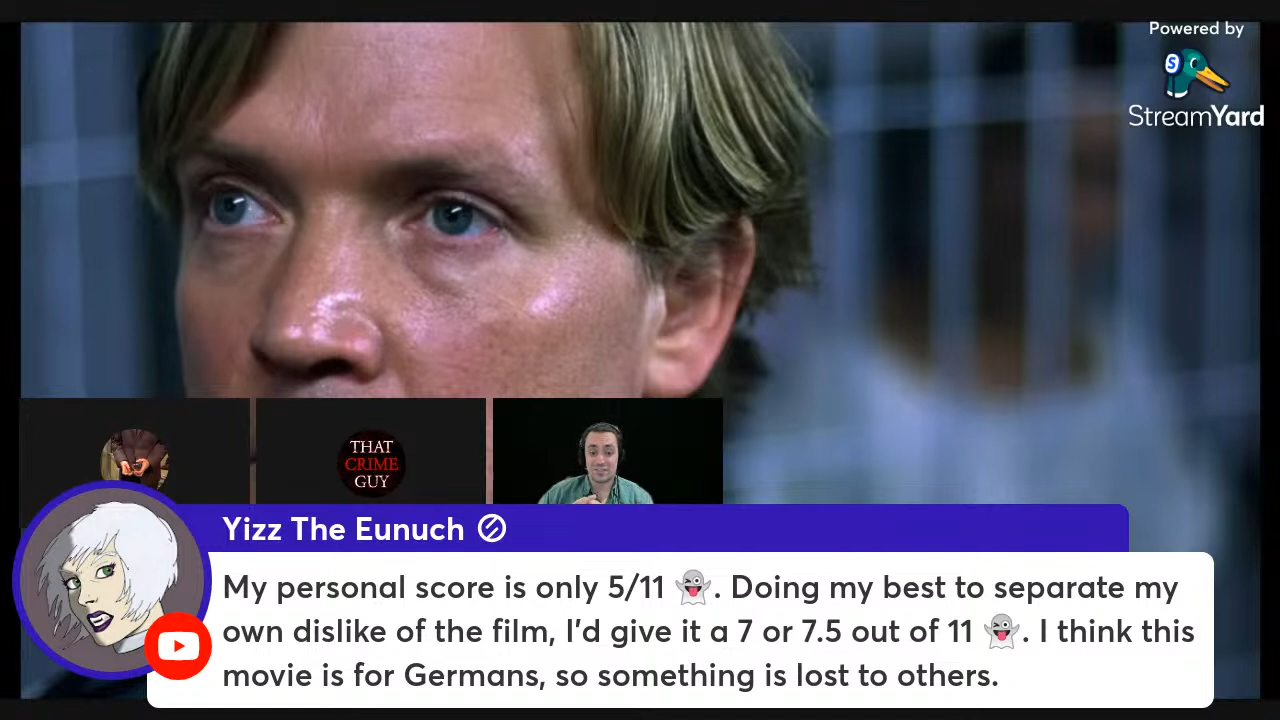 Powered by
StreamYard
THAT
CRIME
GUY
Yizz The Eunuch
My personal score is only 5/11 👻. Doing my best to separate my
own dislike of the film, I'd give it a 7 or 7.5 out of 11 👻. I think this
movie is for Germans, so something is lost to others.